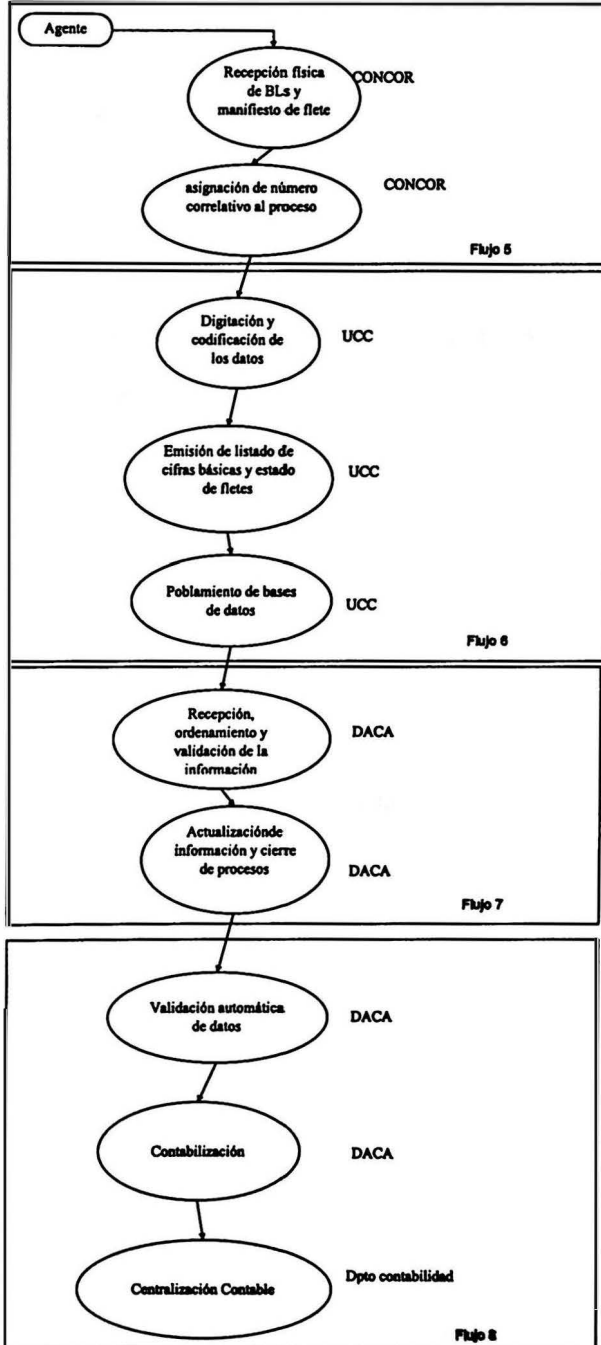 Agente
Recepción física
de BLs y
manifiesto de flete
CONCOR
asignación de número
correlativo al proceso
CONCOR
Flujo 5
Digitación y
codificación de
los datos
UCC
Emisión de listado de
cifras básicas y estado
de fletes
UCC
Poblamiento de bases
de datos
UCC
Flujo 6
Recepción,
ordenamiento y
validación de la
información
DACA
Actualizaciónde
información y cierre
de procesos
DACA
Flujo 7
Validación automática
de datos
DACA
Contabilización
DACA
Centralización Contable
Dpto contabilidad
Flujo 8